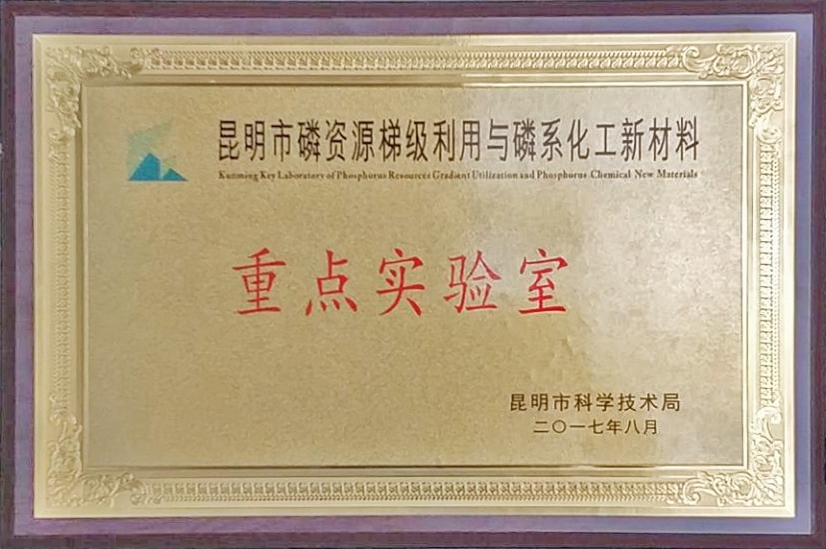 昆明市磷资源梯级利用与磷系化工新材料
Kunming Key Laboratory of Phosphorus Resources Gradient Utilization and Phosphorus Chemical New Materials
重点实验室
昆明市科学技术局
二〇一七年八月